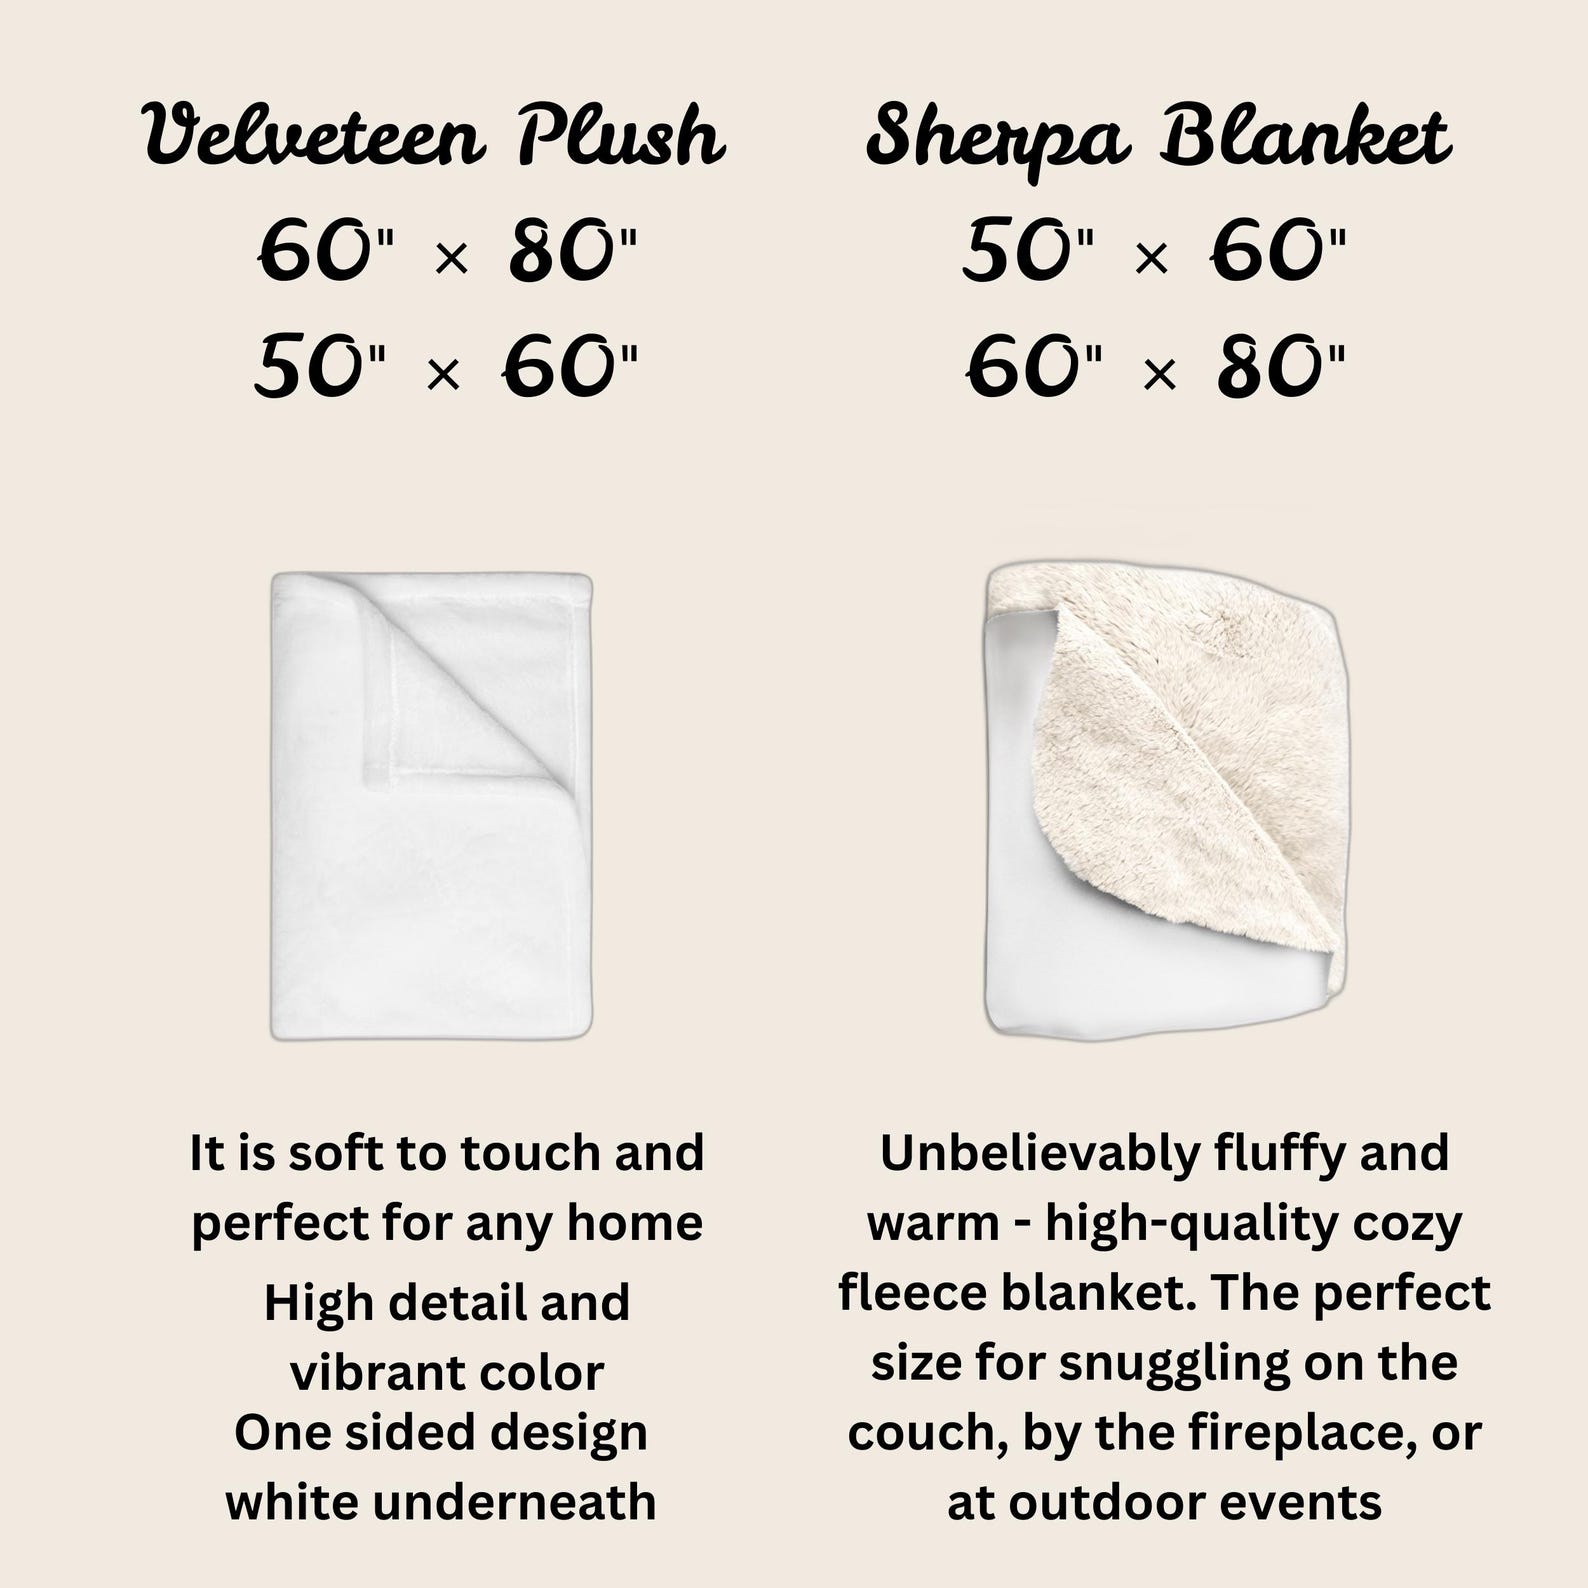 Velveteen Plush
60" × 80"
50" × 60"
It is soft to touch and
perfect for any home
High detail and
vibrant color
One sided design
white underneath
Sherpa Blanket
50" × 60"
60" × 80"
Unbelievably fluffy and
warm - high-quality cozy
fleece blanket. The perfect
size for snuggling on the
couch, by the fireplace, or
at outdoor events